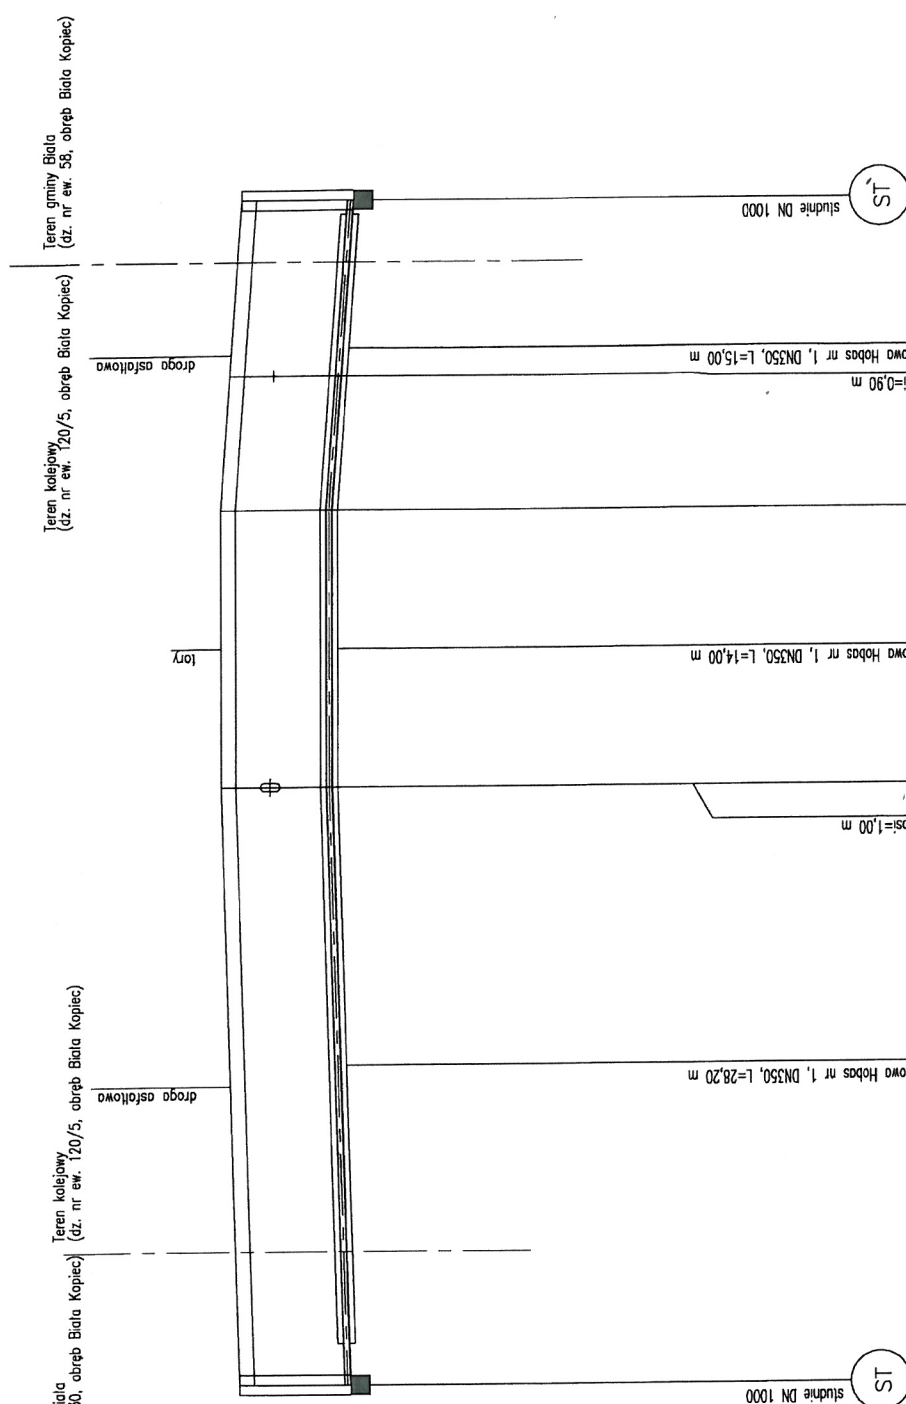 Teren gminy Biała
(dz. nr ew. 58, obręb Biała Kopiec)
Teren kolejowy
(dz. nr ew. 120/5, obręb Biała Kopiec)
droga asfaltowa
tory
droga asfaltowa
Teren kolejowy
(dz. nr ew. 120/5, obręb Biała Kopiec)
obręb Biała Kopiec)
ST
studnie DN 1000
Hobas nr 1, DN350, L=15,00 m
=0,90 m
Hobas nr 1, DN350, L=14,00 m
osi=1,00 m
Hobas nr 1, DN350, L=28,20 m
studnie DN 1000
ST